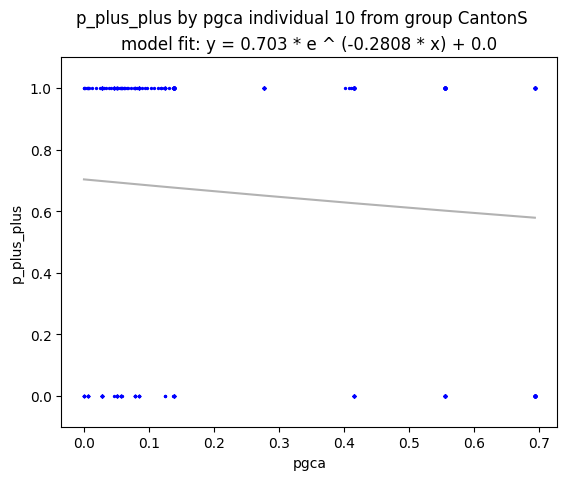 p_plus_plus by pgca individual 10 from group CantonS
model fit: y = 0.703 * e ^ (-0.2808 * x) + 0.0
1.0
0.8
0.6
0.4
0.2
0.0
p_plus_plus
0.0 0.1 0.2 0.3 0.4 0.5 0.6 0.7
pgca